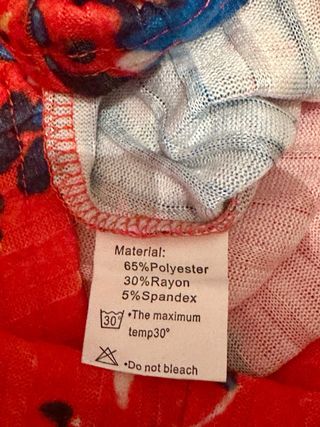 Material:
65%Polyester
30%Rayon
5%Spandex
30° •The maximum
temp30°
•Do not bleach